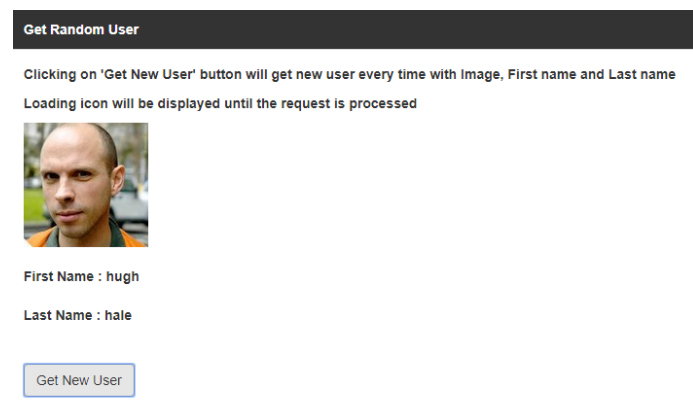 Get Random User
Clicking on 'Get New User' button will get new user every time with Image, First name and Last name
Loading icon will be displayed until the request is processed
First Name : hugh
Last Name : hale
Get New User